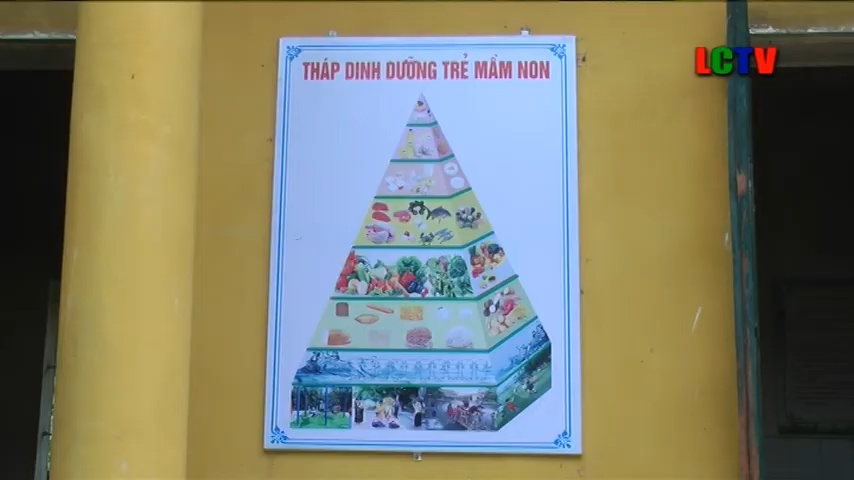 THÁP DINH DƯỠNG TRẺ MẦM NON
LCTV